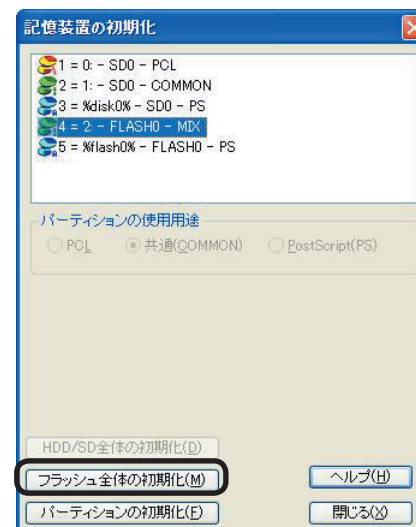 記憶装置の初期化
1 = 0: - SD0 - PCL
2 = 1: - SD0 - COMMON
3 = %disk0% - SD0 - PS
4 = 2: - FLASH0 - MIX
5 = %flash0% - FLASH0 - PS
パーティションの使用用途
PCL 共通(COMMON) PostScript(PS)
HDD/SD全体の初期化(D)
フラッシュ全体の初期化(M) ヘルプ(H)
パーティションの初期化(F) 閉じる(X)